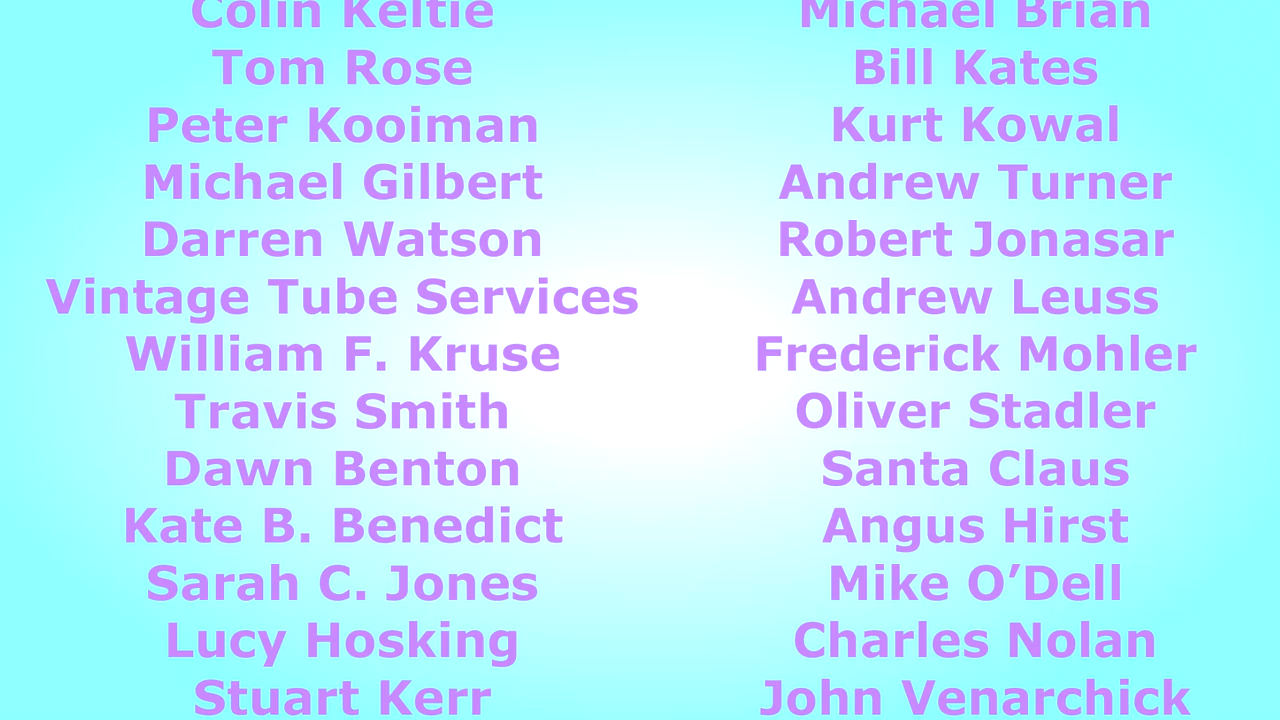 Colin Keltie
Tom Rose
Peter Kooiman
Michael Gilbert
Darren Watson
Vintage Tube Services
William F. Kruse
Travis Smith
Dawn Benton
Kate B. Benedict
Sarah C. Jones
Lucy Hosking
Stuart Kerr
Michael Brian
Bill Kates
Kurt Kowal
Andrew Turner
Robert Jonasar
Andrew Leuss
Frederick Mohler
Oliver Stadler
Santa Claus
Angus Hirst
Mike O’Dell
Charles Nolan
John Venarchick